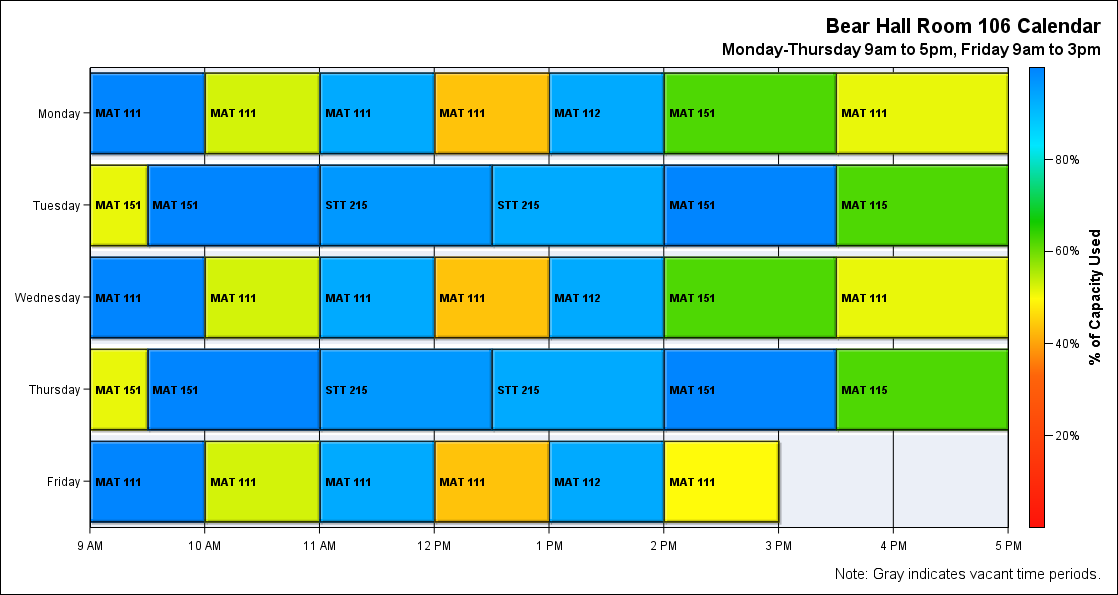 Bear Hall Room 106 Calendar
Monday-Thursday 9am to 5pm, Friday 9am to 3pm
Monday MAT 111 MAT 111 MAT 111 MAT 111 MAT 112 MAT 151 MAT 111
80%
Tuesday MAT 151 MAT 151 STT 215 STT 215 MAT 151 MAT 115
60%
Wednesday MAT 111 MAT 111 MAT 111 MAT 111 MAT 112 MAT 151 MAT 111
% of Capacity Used
40%
Thursday MAT 151 MAT 151 STT 215 STT 215 MAT 151 MAT 115
20%
Friday MAT 111 MAT 111 MAT 111 MAT 111 MAT 112 MAT 111
9 AM 10 AM 11 AM 12 PM 1 PM 2 PM 3 PM 4 PM 5 PM
Note: Gray indicates vacant time periods.